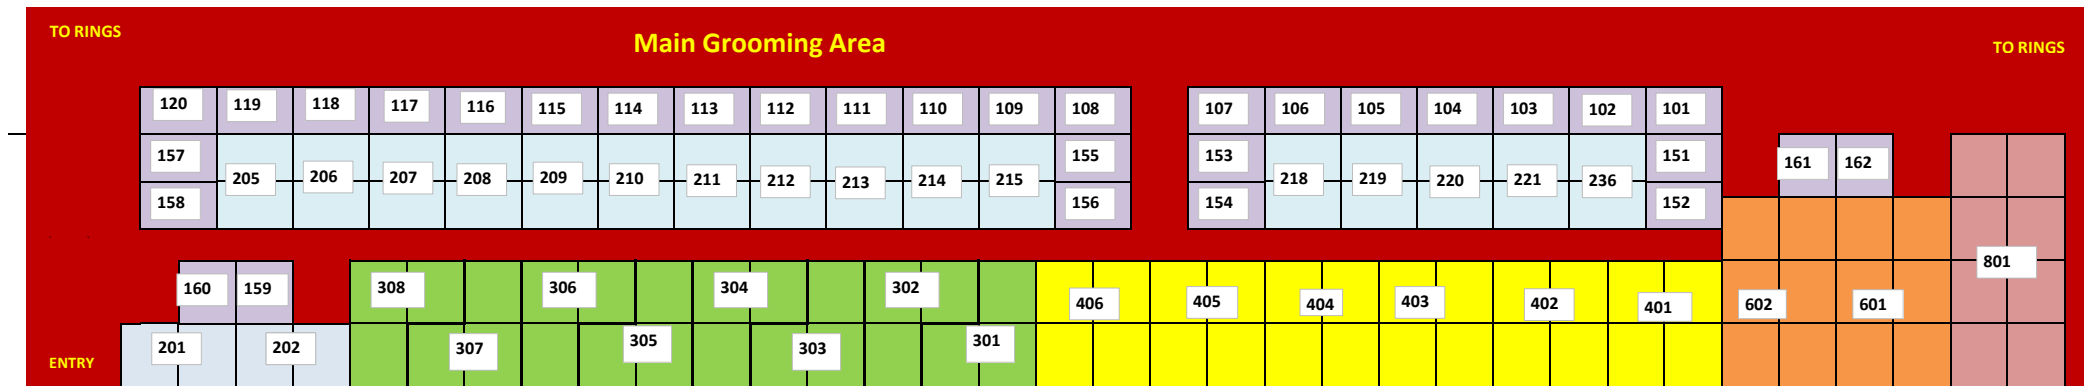 TO RINGS
Main Grooming Area
TO RINGS
120 119 118 117 116 115 114 113 112 111 110 109 108 107 106 105 104 103 102 101
157 155 153 151 161 162
205 206 207 208 209 210 211 212 213 214 215 218 219 220 221 236
158 156 154 152
801
160 159 308 306 304 302
406 405 404 403 402 401 602 601
201 202 307 305 303 301
ENTRY